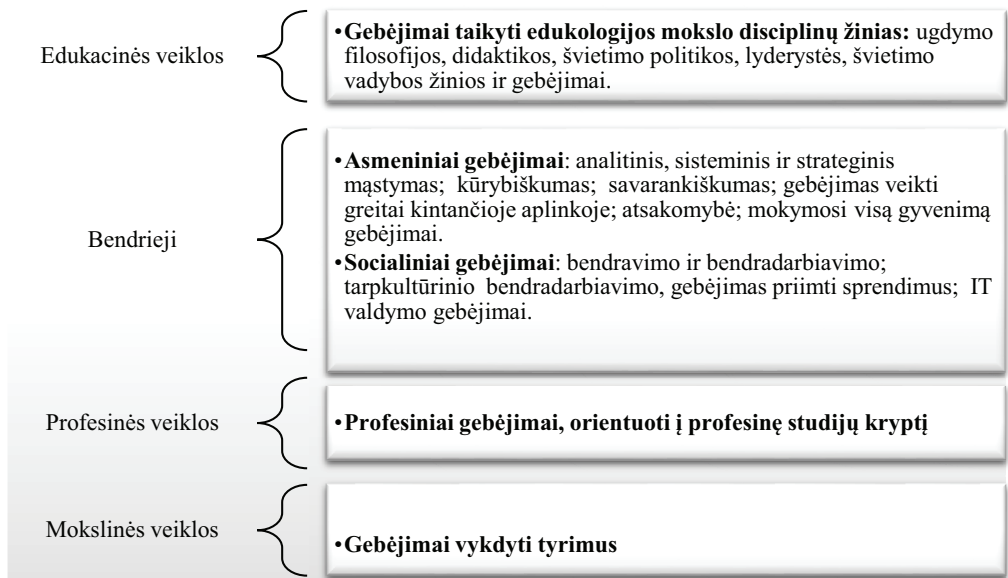 Edukacinės veiklos
•Gebėjimai taikyti edukologijos mokslo disciplinų žinias: ugdymo
filosofijos, didaktikos, švietimo politikos, lyderystės, švietimo
vadybos žinios ir gebėjimai.
Bendrieji
•Asmeniniai gebėjimai: analitinis, sisteminis ir strateginis
mąstymas; kūrybiškumas; savarankiškumas; gebėjimas veikti
greitai kintančioje aplinkoje; atsakomybė; mokymosi visą gyvenimą
gebėjimai.
•Socialiniai gebėjimai: bendravimo ir bendradarbiavimo;
tarpkultūrinio bendradarbiavimo, gebėjimas priimti sprendimus; IT
valdymo gebėjimai.
Profesinės veiklos
•Profesiniai gebėjimai, orientuoti į profesinę studijų kryptį
Mokslinės veiklos
•Gebėjimai vykdyti tyrimus